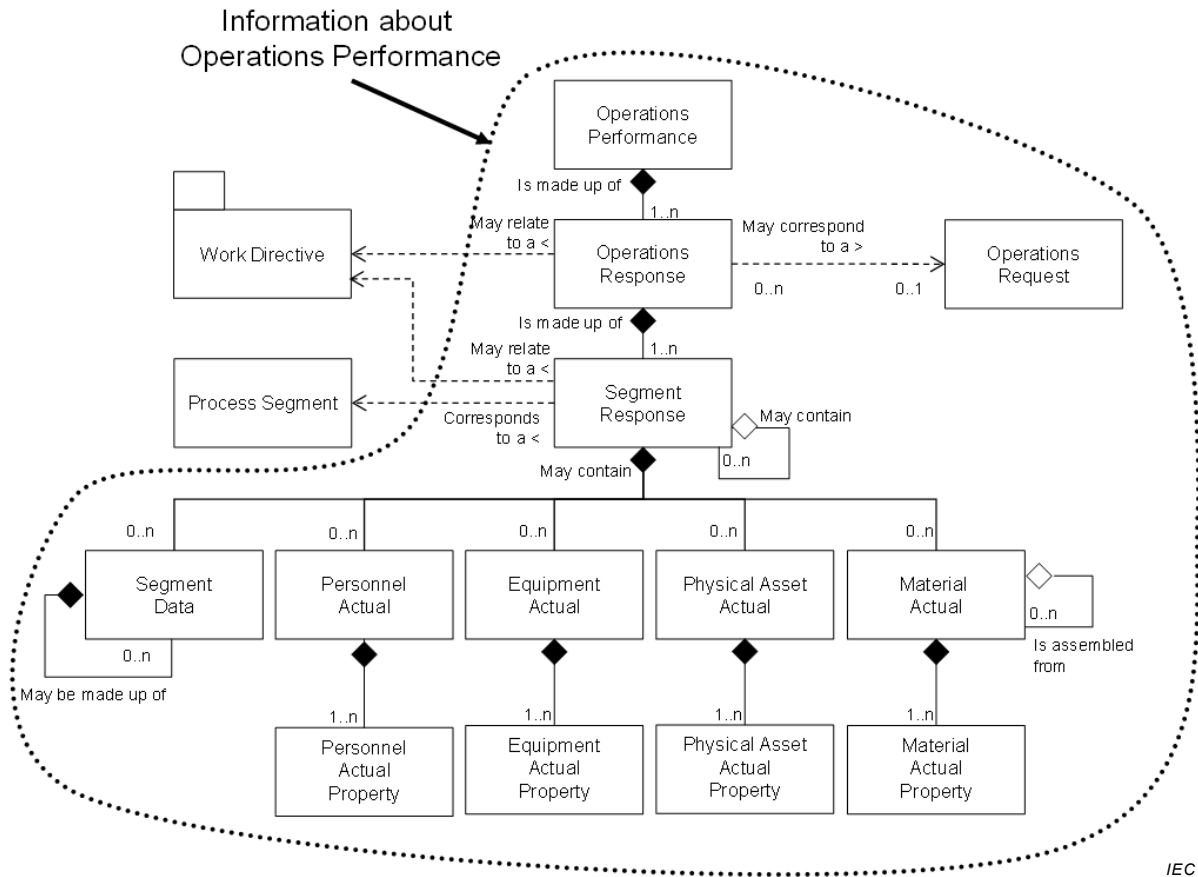 Information about
Operations Performance
Operations
Performance
Is made up of
1..n
May relate
to a <
May correspond
to a >
Work Directive
Operations
Response
Operations
Request
0..n
0..1
Is made up of
1..n
May relate
to a <
Process Segment
Segment
Response
Corresponds
to a <
May contain
0..n
May contain
0..n
0..n
0..n
0..n
0..n
Segment
Data
Personnel
Actual
Equipment
Actual
Physical Asset
Actual
Material
Actual
0..n
0..n
Is assembled
from
May be made up of
1..n
1..n
1..n
1..n
Personnel
Actual
Property
Equipment
Actual
Property
Physical Asset
Actual
Property
Material
Actual
Property
IEC